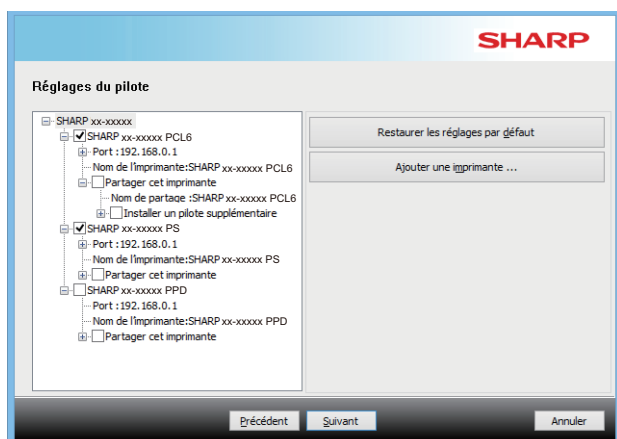 SHARP
Réglages du pilote
SHARP xx-xxxxx
SHARP xx-xxxxx PCL6
Port :192.168.0.1
Nom de l'imprimante:SHARP xx-xxxxx PCL6
Partager cet imprimante
Nom de partage :SHARP xx-xxxxx PCL6
Installer un pilote supplémentaire
SHARP xx-xxxxx PS
Port :192.168.0.1
Nom de l'imprimante:SHARP xx-xxxxx PS
Partager cet imprimante
SHARP xx-xxxxx PPD
Port :192.168.0.1
Nom de l'imprimante:SHARP xx-xxxxx PPD
Partager cet imprimante
Restaurer les réglages par défaut
Ajouter une imprimante ...
Précédent
Suivant
Annuler